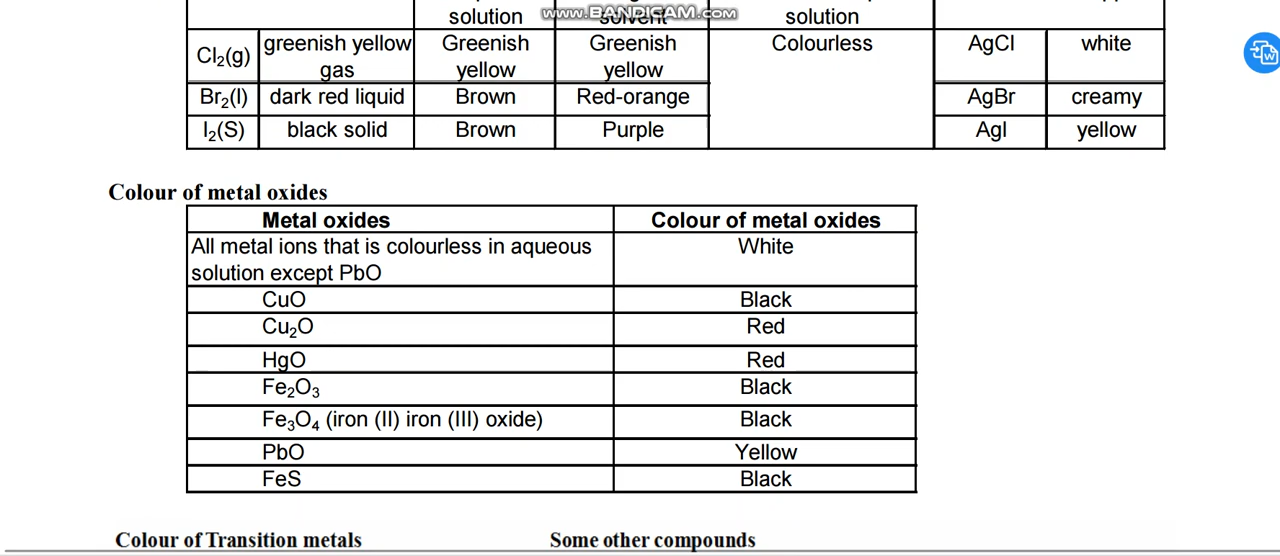 solution solvent solution
www.BANDICAM.com
Cl₂(g) greenish yellow gas Greenish yellow Greenish yellow Colourless AgCl white
Br₂(l) dark red liquid Brown Red-orange AgBr creamy
I₂(S) black solid Brown Purple AgI yellow
Colour of metal oxides
Metal oxides Colour of metal oxides
All metal ions that is colourless in aqueous solution except PbO White
CuO Black
Cu₂O Red
HgO Red
Fe₂O₃ Black
Fe₃O₄ (iron (II) iron (III) oxide) Black
PbO Yellow
FeS Black
Colour of Transition metals Some other compounds